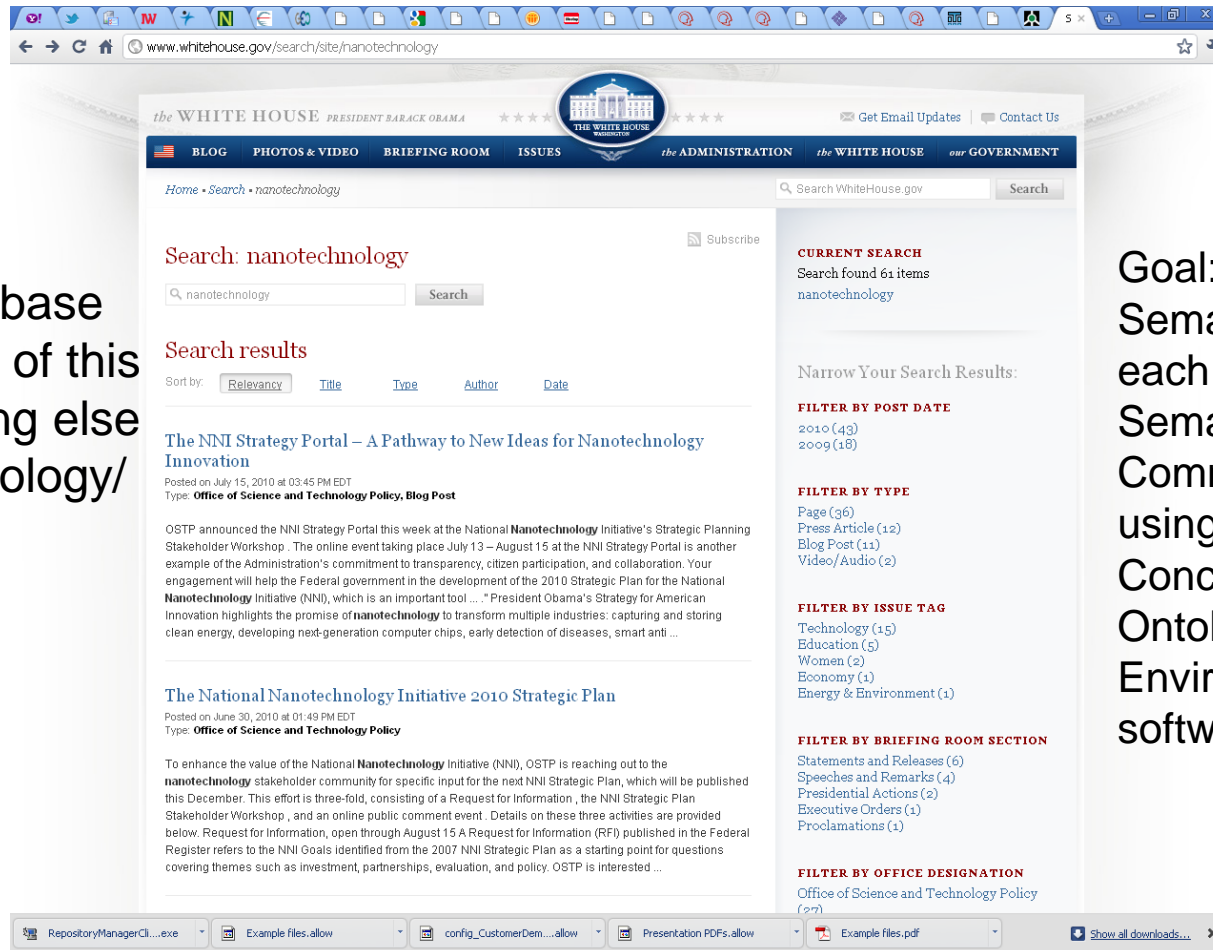 S
www.whitehouse.gov/search/site/nanotechnology
the WHITE HOUSE PRESIDENT BARACK OBAMA
THE WHITE HOUSE
WASHINGTON
Get Email Updates
Contact Us
BLOG PHOTOS & VIDEO BRIEFING ROOM ISSUES the ADMINISTRATION the WHITE HOUSE our GOVERNMENT
Home • Search • nanotechnology
Search WhiteHouse.gov Search
Subscribe
Search: nanotechnology
nanotechnology Search
Search results
Sort by: Relevancy Title Type Author Date
The NNI Strategy Portal – A Pathway to New Ideas for Nanotechnology
Innovation
Posted on July 15, 2010 at 03:45 PM EDT
Type: Office of Science and Technology Policy, Blog Post
OSTP announced the NNI Strategy Portal this week at the National Nanotechnology Initiative's Strategic Planning
Stakeholder Workshop . The online event taking place July 13 – August 15 at the NNI Strategy Portal is another
example of the Administration's commitment to transparency, citizen participation, and collaboration. Your
engagement will help the Federal government in the development of the 2010 Strategic Plan for the National
Nanotechnology Initiative (NNI), which is an important tool ... ." President Obama's Strategy for American
Innovation highlights the promise of nanotechnology to transform multiple industries: capturing and storing
clean energy, developing next-generation computer chips, early detection of diseases, smart anti ...
The National Nanotechnology Initiative 2010 Strategic Plan
Posted on June 30, 2010 at 01:49 PM EDT
Type: Office of Science and Technology Policy
To enhance the value of the National Nanotechnology Initiative (NNI), OSTP is reaching out to the
nanotechnology stakeholder community for specific input for the next NNI Strategic Plan, which will be published
this December. This effort is three-fold, consisting of a Request for Information , the NNI Strategic Plan
Stakeholder Workshop , and an online public comment event . Details on these three activities are provided
below. Request for Information, open through August 15 A Request for Information (RFI) published in the Federal
Register refers to the NNI Goals identified from the 2007 NNI Strategic Plan as a starting point for questions
covering themes such as investment, partnerships, evaluation, and policy. OSTP is interested ...
CURRENT SEARCH
Search found 61 items
nanotechnology
Narrow Your Search Results:
FILTER BY POST DATE
2010 (43)
2009 (18)
FILTER BY TYPE
Page (36)
Press Article (12)
Blog Post (11)
Video/Audio (2)
FILTER BY ISSUE TAG
Technology (15)
Education (5)
Women (2)
Economy (1)
Energy & Environment (1)
FILTER BY BRIEFING ROOM SECTION
Statements and Releases (6)
Speeches and Remarks (4)
Presidential Actions (2)
Executive Orders (1)
Proclamations (1)
FILTER BY OFFICE DESIGNATION
Office of Science and Technology Policy
(27)
base
of this
ng else
ology/
Goal:
Sema
each
Sema
Comm
using
Conc
Ontol
Envir
softw
RepositoryManagerCli....exe
Example files.allow
config_CustomerDem....allow
Presentation PDFs.allow
Example files.pdf
Show all downloads...